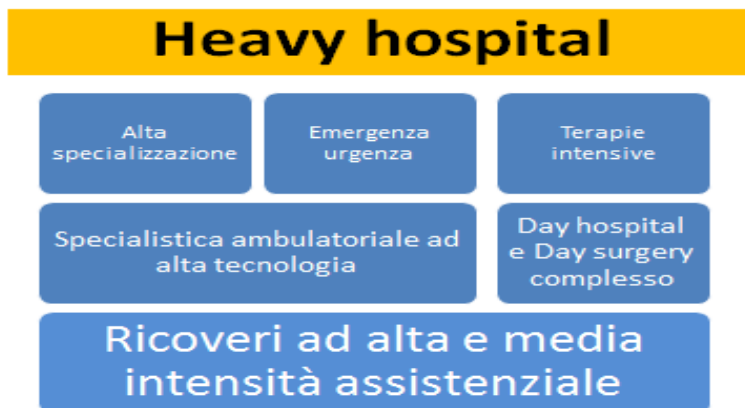 Heavy hospital
Alta
specializzazione
Emergenza
urgenza
Terapie
intensive
Specialistica ambulatoriale ad
alta tecnologia
Day hospital
e Day surgery
complesso
Ricoveri ad alta e media
intensità assistenziale